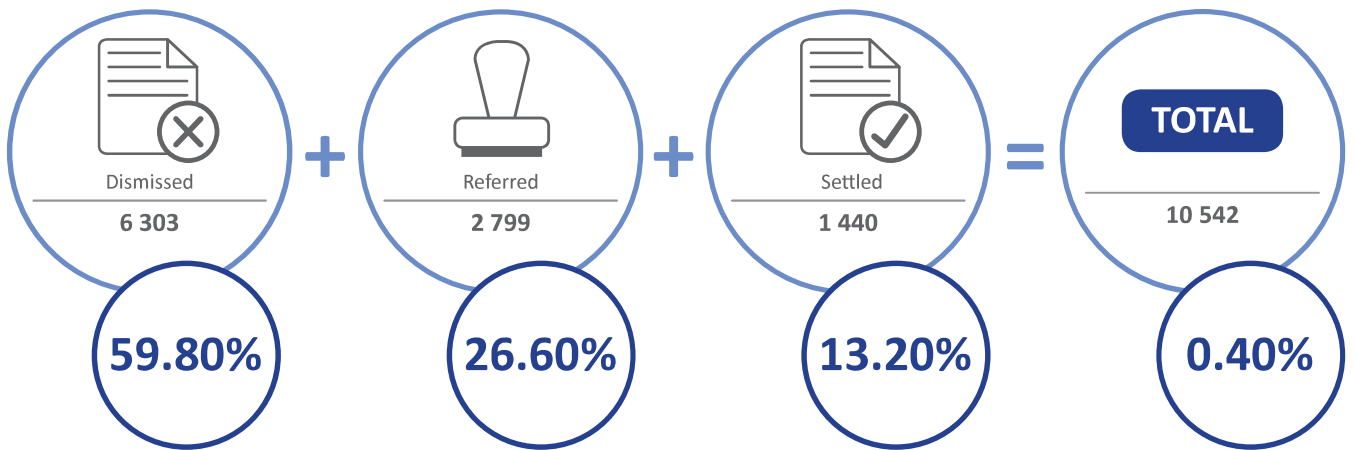 Dismissed
6 303
59.80%
+
Referred
2 799
26.60%
+
Settled
1 440
13.20%
=
TOTAL
10 542
0.40%